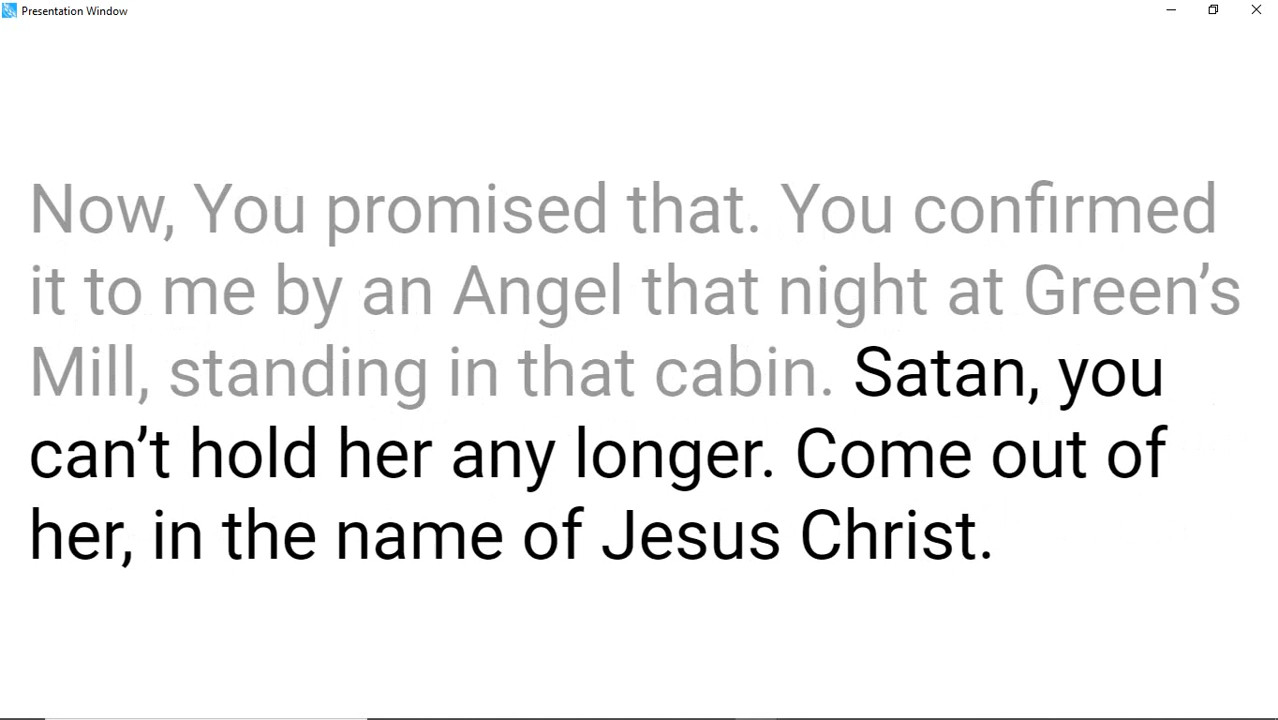 Presentation Window
Now, You promised that. You confirmed
it to me by an Angel that night at Green’s
Mill, standing in that cabin. Satan, you
can’t hold her any longer. Come out of
her, in the name of Jesus Christ.